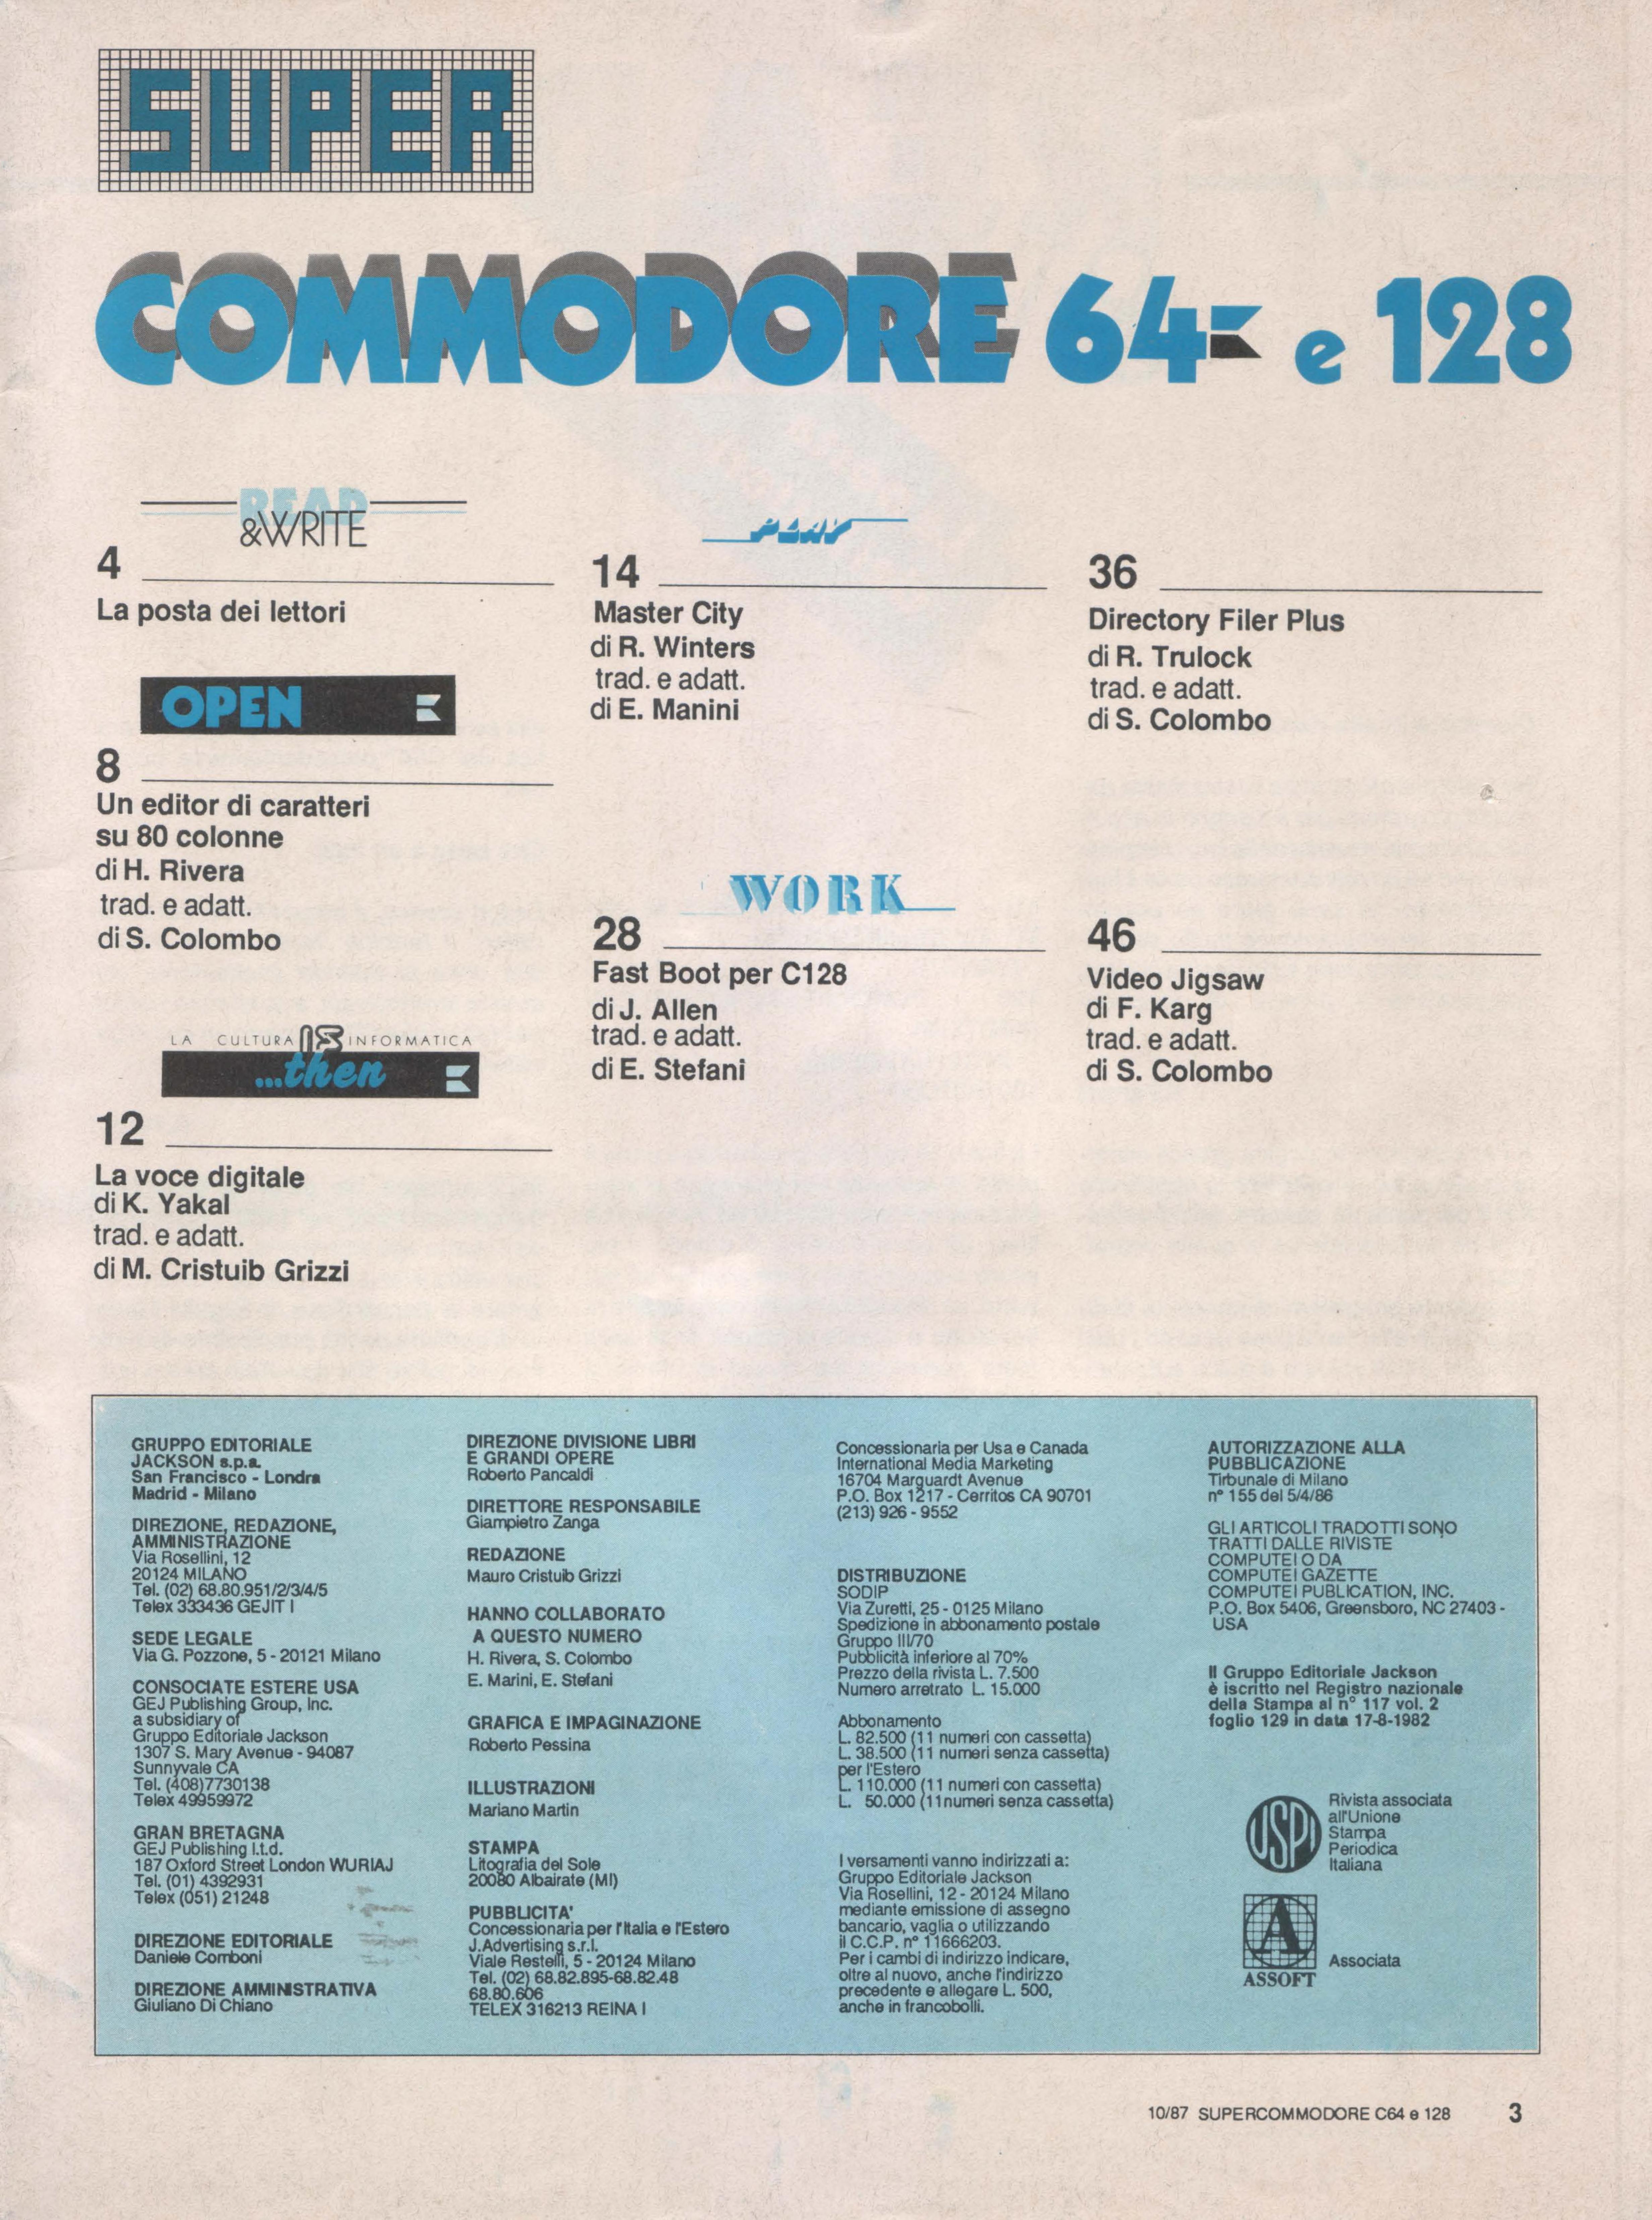 SUPER
COMMODORE 64 e 128
READ
&WRITE
4
La posta dei lettori
OPEN
8
Un editor di caratteri
su 80 colonne
di H. Rivera
trad. e adatt.
di S. Colombo
LA CULTURA IS INFORMATICA
...then
12
La voce digitale
di K. Yakal
trad. e adatt.
di M. Cristuib Grizzi
PLAY
14
Master City
di R. Winters
trad. e adatt.
di E. Manini
WORK
28
Fast Boot per C128
di J. Allen
trad. e adatt.
di E. Stefani
36
Directory Filer Plus
di R. Trulock
trad. e adatt.
di S. Colombo
46
Video Jigsaw
di F. Karg
trad. e adatt.
di S. Colombo
GRUPPO EDITORIALE
JACKSON s.p.a.
San Francisco - Londra
Madrid - Milano
DIREZIONE, REDAZIONE,
AMMINISTRAZIONE
Via Rosellini, 12
20124 MILANO
Tel. (02) 68.80.951/2/3/4/5
Telex 333436 GEJIT I
SEDE LEGALE
Via G. Pozzone, 5 - 20121 Milano
CONSOCIATE ESTERE USA
GEJ Publishing Group, Inc.
a subsidiary of
Gruppo Editoriale Jackson
1307 S. Mary Avenue - 94087
Sunnyvale CA
Tel. (408)7730138
Telex 49959972
GRAN BRETAGNA
GEJ Publishing l.t.d.
187 Oxford Street London WURIAJ
Tel. (01) 4392931
Telex (051) 21248
DIREZIONE EDITORIALE
Daniele Comboni
DIREZIONE AMMINISTRATIVA
Giuliano Di Chiano
DIREZIONE DIVISIONE LIBRI
E GRANDI OPERE
Roberto Pancaldi
DIRETTORE RESPONSABILE
Giampietro Zanga
REDAZIONE
Mauro Cristuib Grizzi
HANNO COLLABORATO
A QUESTO NUMERO
H. Rivera, S. Colombo
E. Marini, E. Stefani
GRAFICA E IMPAGINAZIONE
Roberto Pessina
ILLUSTRAZIONI
Mariano Martin
STAMPA
Litografia del Sole
20080 Albairate (MI)
PUBBLICITA'
Concessionaria per l'Italia e l'Estero
J.Advertising s.r.l.
Viale Restelli, 5 - 20124 Milano
Tel. (02) 68.82.895-68.82.48
68.80.606
TELEX 316213 REINA I
Concessionaria per Usa e Canada
International Media Marketing
16704 Marguardt Avenue
P.O. Box 1217 - Cerritos CA 90701
(213) 926 - 9552
DISTRIBUZIONE
SODIP
Via Zuretti, 25 - 0125 Milano
Spedizione in abbonamento postale
Gruppo III/70
Pubblicità inferiore al 70%
Prezzo della rivista L. 7.500
Numero arretrato L. 15.000
Abbonamento
L. 82.500 (11 numeri con cassetta)
L. 38.500 (11 numeri senza cassetta)
per l'Estero
L. 110.000 (11 numeri con cassetta)
L. 50.000 (11numeri senza cassetta)
I versamenti vanno indirizzati a:
Gruppo Editoriale Jackson
Via Rosellini, 12 - 20124 Milano
mediante emissione di assegno
bancario, vaglia o utilizzando
il C.C.P. n° 11666203.
Per i cambi di indirizzo indicare,
oltre al nuovo, anche l'indirizzo
precedente e allegare L. 500,
anche in francobolli.
AUTORIZZAZIONE ALLA
PUBBLICAZIONE
Tirbunale di Milano
n° 155 del 5/4/86
GLI ARTICOLI TRADOTTI SONO
TRATTI DALLE RIVISTE
COMPUTE! O DA
COMPUTE! GAZETTE
COMPUTE! PUBLICATION, INC.
P.O. Box 5406, Greensboro, NC 27403 -
USA
Il Gruppo Editoriale Jackson
è iscritto nel Registro nazionale
della Stampa al n° 117 vol. 2
foglio 129 in data 17-8-1982
USPI
Rivista associata
all'Unione
Stampa
Periodica
Italiana
A
ASSOFT
Associata
10/87 SUPERCOMMODORE C64 e 128 3